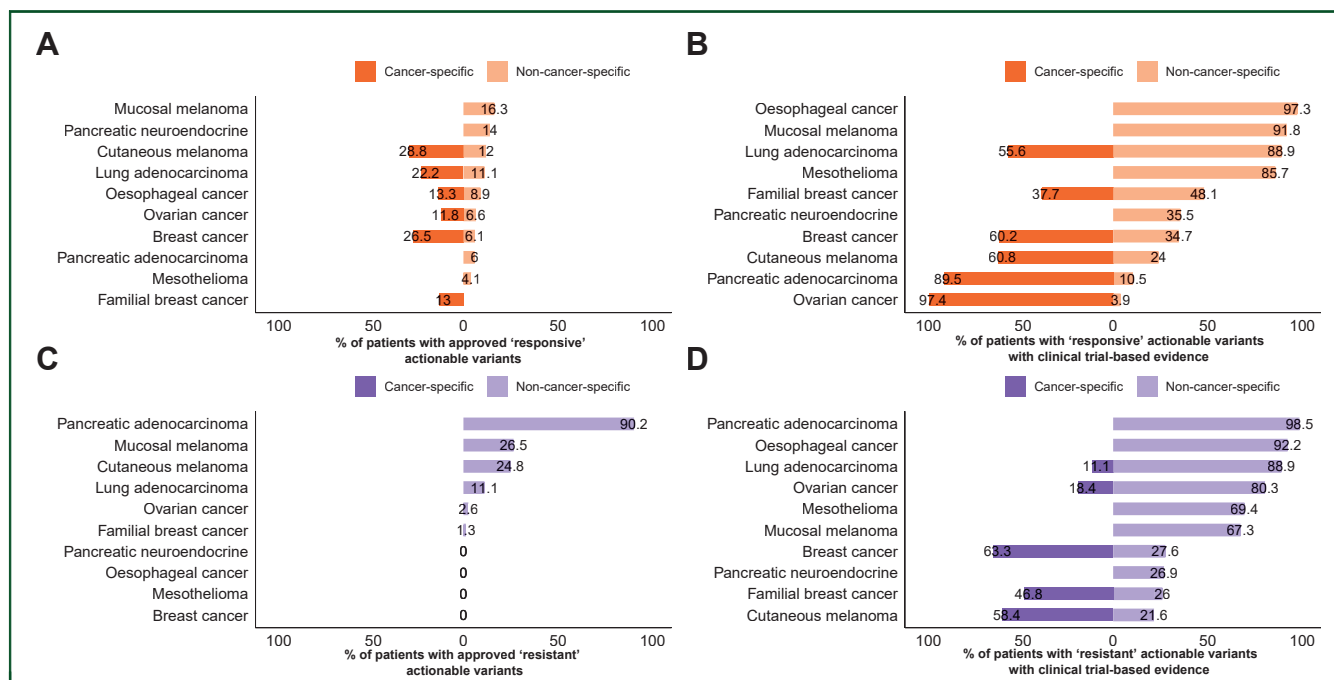 A
Cancer-specific Non-cancer-specific
Mucosal melanoma 16.3
Pancreatic neuroendocrine 14
Cutaneous melanoma 28.8 12
Lung adenocarcinoma 22.2 11.1
Oesophageal cancer 13.3 8.9
Ovarian cancer 11.8 6.6
Breast cancer 26.5 6.1
Pancreatic adenocarcinoma 6
Mesothelioma 4.1
Familial breast cancer 13
100 50 0 50 100
% of patients with approved ‘responsive’
actionable variants
B
Cancer-specific Non-cancer-specific
Oesophageal cancer 97.3
Mucosal melanoma 91.8
Lung adenocarcinoma 55.6 88.9
Mesothelioma 85.7
Familial breast cancer 37.7 48.1
Pancreatic neuroendocrine 35.5
Breast cancer 60.2 34.7
Cutaneous melanoma 60.8 24
Pancreatic adenocarcinoma 89.5 10.5
Ovarian cancer 97.4 3.9
100 50 0 50 100
% of patients with ‘responsive’ actionable variants
with clinical trial-based evidence
C
Cancer-specific Non-cancer-specific
Pancreatic adenocarcinoma 90.2
Mucosal melanoma 26.5
Cutaneous melanoma 24.8
Lung adenocarcinoma 11.1
Ovarian cancer 2.6
Familial breast cancer 1.3
Pancreatic neuroendocrine 0
Oesophageal cancer 0
Mesothelioma 0
Breast cancer 0
100 50 0 50 100
% of patients with approved ‘resistant’
actionable variants
D
Cancer-specific Non-cancer-specific
Pancreatic adenocarcinoma 98.5
Oesophageal cancer 92.2
Lung adenocarcinoma 11.1 88.9
Ovarian cancer 18.4 80.3
Mesothelioma 69.4
Mucosal melanoma 67.3
Breast cancer 63.3 27.6
Pancreatic neuroendocrine 26.9
Familial breast cancer 46.8 26
Cutaneous melanoma 58.4 21.6
100 50 0 50 100
% of patients with ‘resistant’ actionable variants
with clinical trial-based evidence